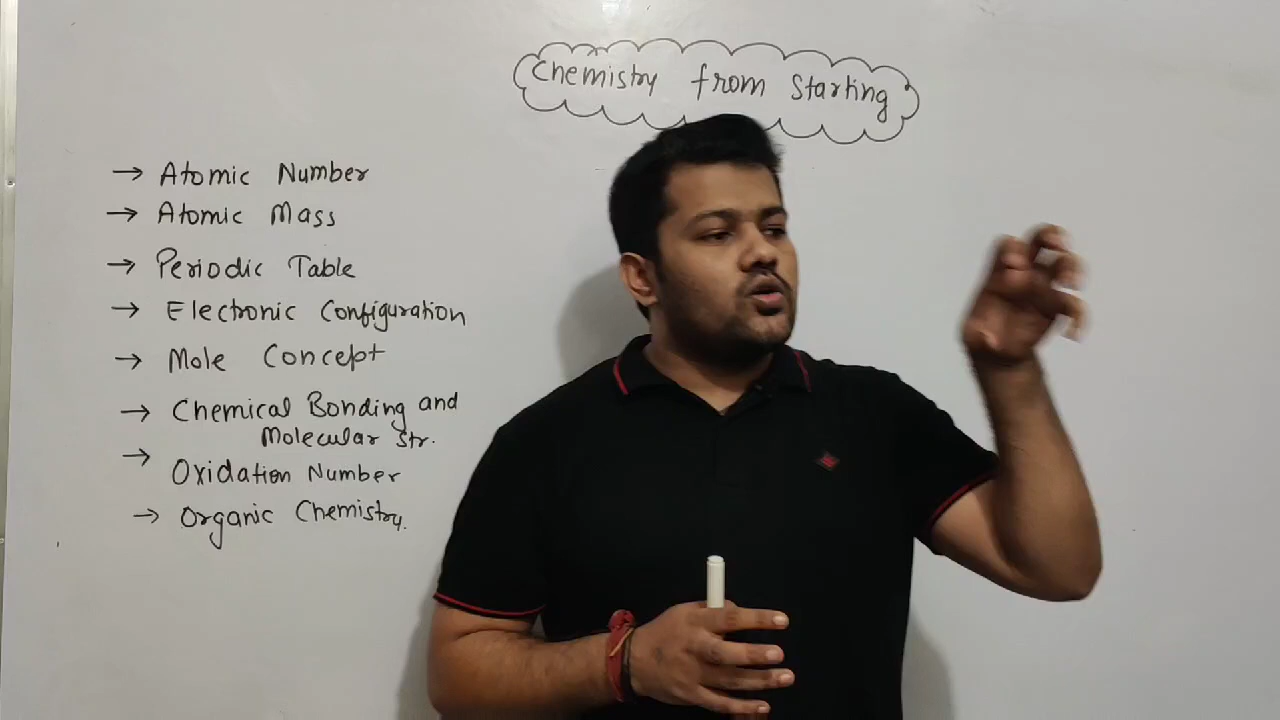 Chemistry from Starting
→ Atomic Number
→ Atomic Mass
→ Periodic Table
→ Electronic Configuration
→ Mole Concept
→ Chemical Bonding and
Molecular Str.
→ Oxidation Number
→ Organic Chemistry.